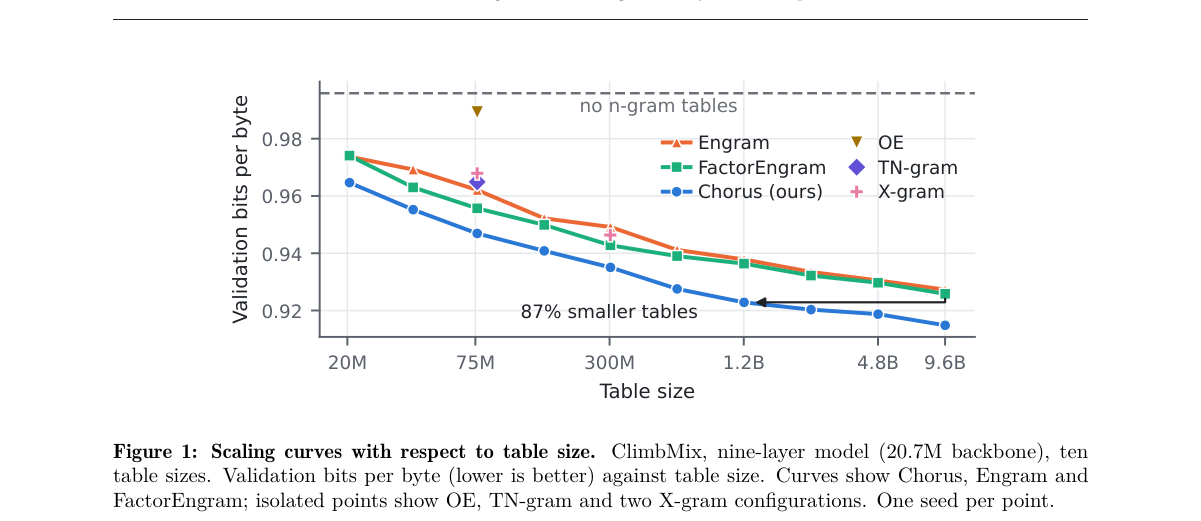 no n-gram tables
Engram
FactorEngram
Chorus (ours)
OE
TN-gram
X-gram
87% smaller tables
Validation bits per byte
0.98
0.96
0.94
0.92
20M 75M 300M 1.2B 4.8B 9.6B
Table size
Figure 1: Scaling curves with respect to table size. ClimbMix, nine-layer model (20.7M backbone), ten
table sizes. Validation bits per byte (lower is better) against table size. Curves show Chorus, Engram and
FactorEngram; isolated points show OE, TN-gram and two X-gram configurations. One seed per point.